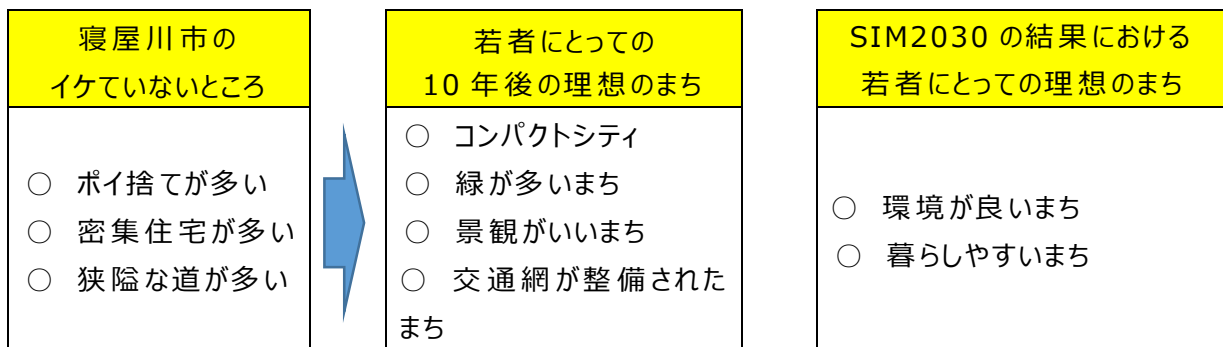 寝屋川市の
イケていないところ
○ ポイ捨てが多い
○ 密集住宅が多い
○ 狭隘な道が多い
若者にとっての
10 年後の理想のまち
○ コンパクトシティ
○ 緑が多いまち
○ 景観がいいまち
○ 交通網が整備された
まち
SIM2030 の結果における
若者にとっての理想のまち
○ 環境が良いまち
○ 暮らしやすいまち